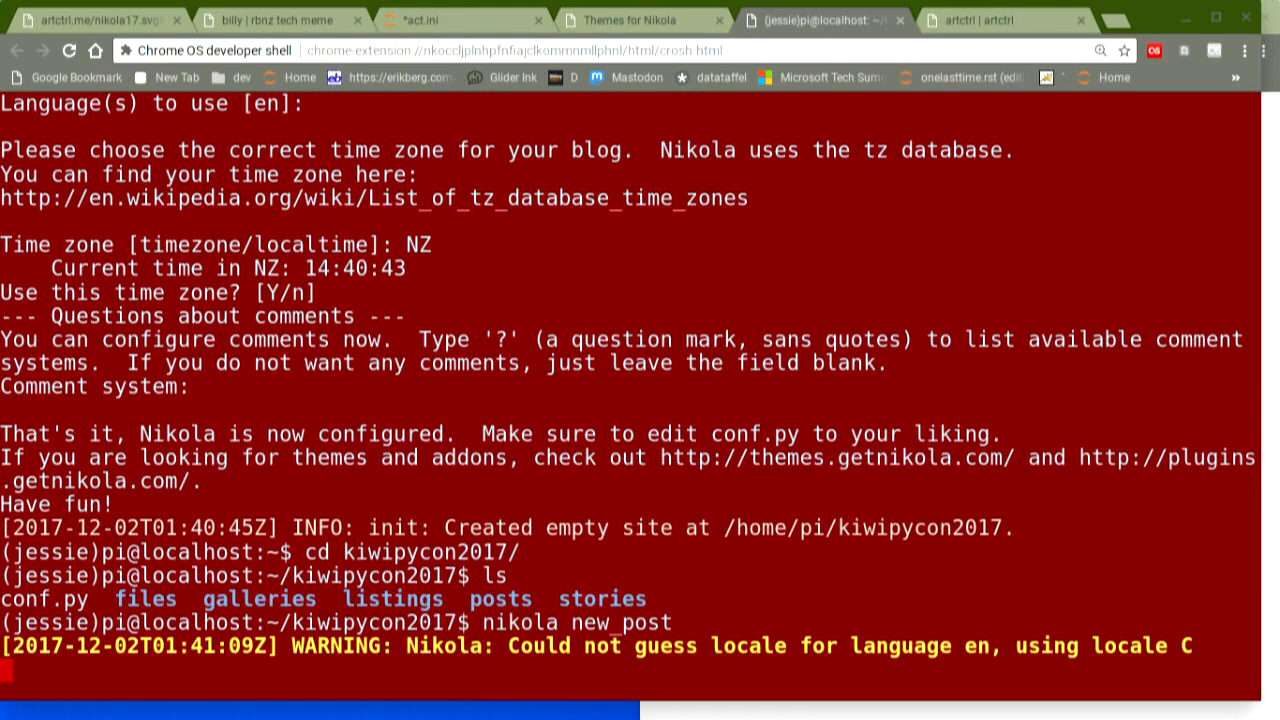 artctrl.me/nikola17.svg
billy | rbnz tech meme
*act.ini
Themes for Nikola
(jessie)pi@localhost: ~/
artctrl | artctrl
Chrome OS developer shell
chrome-extension://nkoccljplnhpfnfiajclkommnmllphnl/html/crosh.html
Google Bookmark
New Tab
dev
Home
https://erikberg.com
Glider Ink
D
Mastodon
datataffel
Microsoft Tech Sum
onelasttime.rst (edit
Home
»
Language(s) to use [en]:
Please choose the correct time zone for your blog.  Nikola uses the tz database.
You can find your time zone here:
http://en.wikipedia.org/wiki/List_of_tz_database_time_zones
Time zone [timezone/localtime]: NZ
    Current time in NZ: 14:40:43
Use this time zone? [Y/n]
--- Questions about comments ---
You can configure comments now.  Type '?' (a question mark, sans quotes) to list available comment
systems.  If you do not want any comments, just leave the field blank.
Comment system:
That's it, Nikola is now configured.  Make sure to edit conf.py to your liking.
If you are looking for themes and addons, check out http://themes.getnikola.com/ and http://plugins
.getnikola.com/.
Have fun!
[2017-12-02T01:40:45Z] INFO: init: Created empty site at /home/pi/kiwipycon2017.
(jessie)pi@localhost:~$ cd kiwipycon2017/
(jessie)pi@localhost:~/kiwipycon2017$ ls
conf.py  files  galleries  listings  posts  stories
(jessie)pi@localhost:~/kiwipycon2017$ nikola new_post
[2017-12-02T01:41:09Z] WARNING: Nikola: Could not guess locale for language en, using locale C